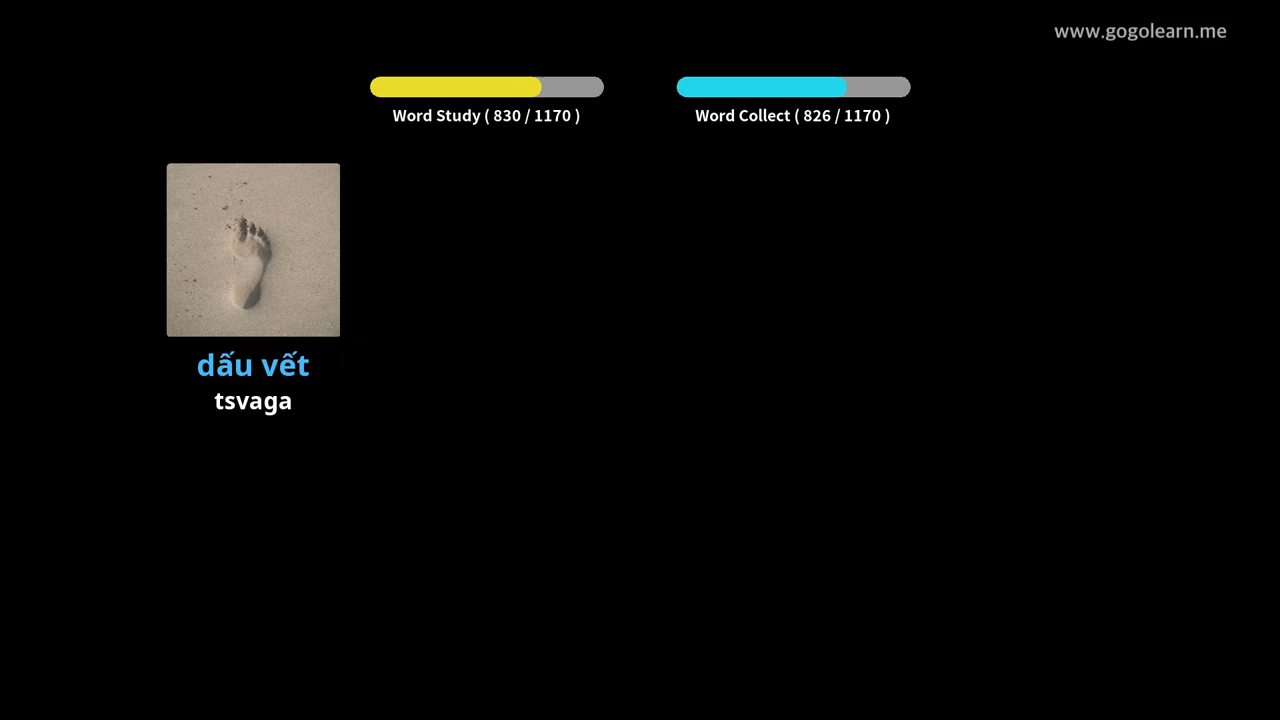 www.gogolearn.me
Word Study ( 830 / 1170 )
Word Collect ( 826 / 1170 )
dấu vết
tsvaga